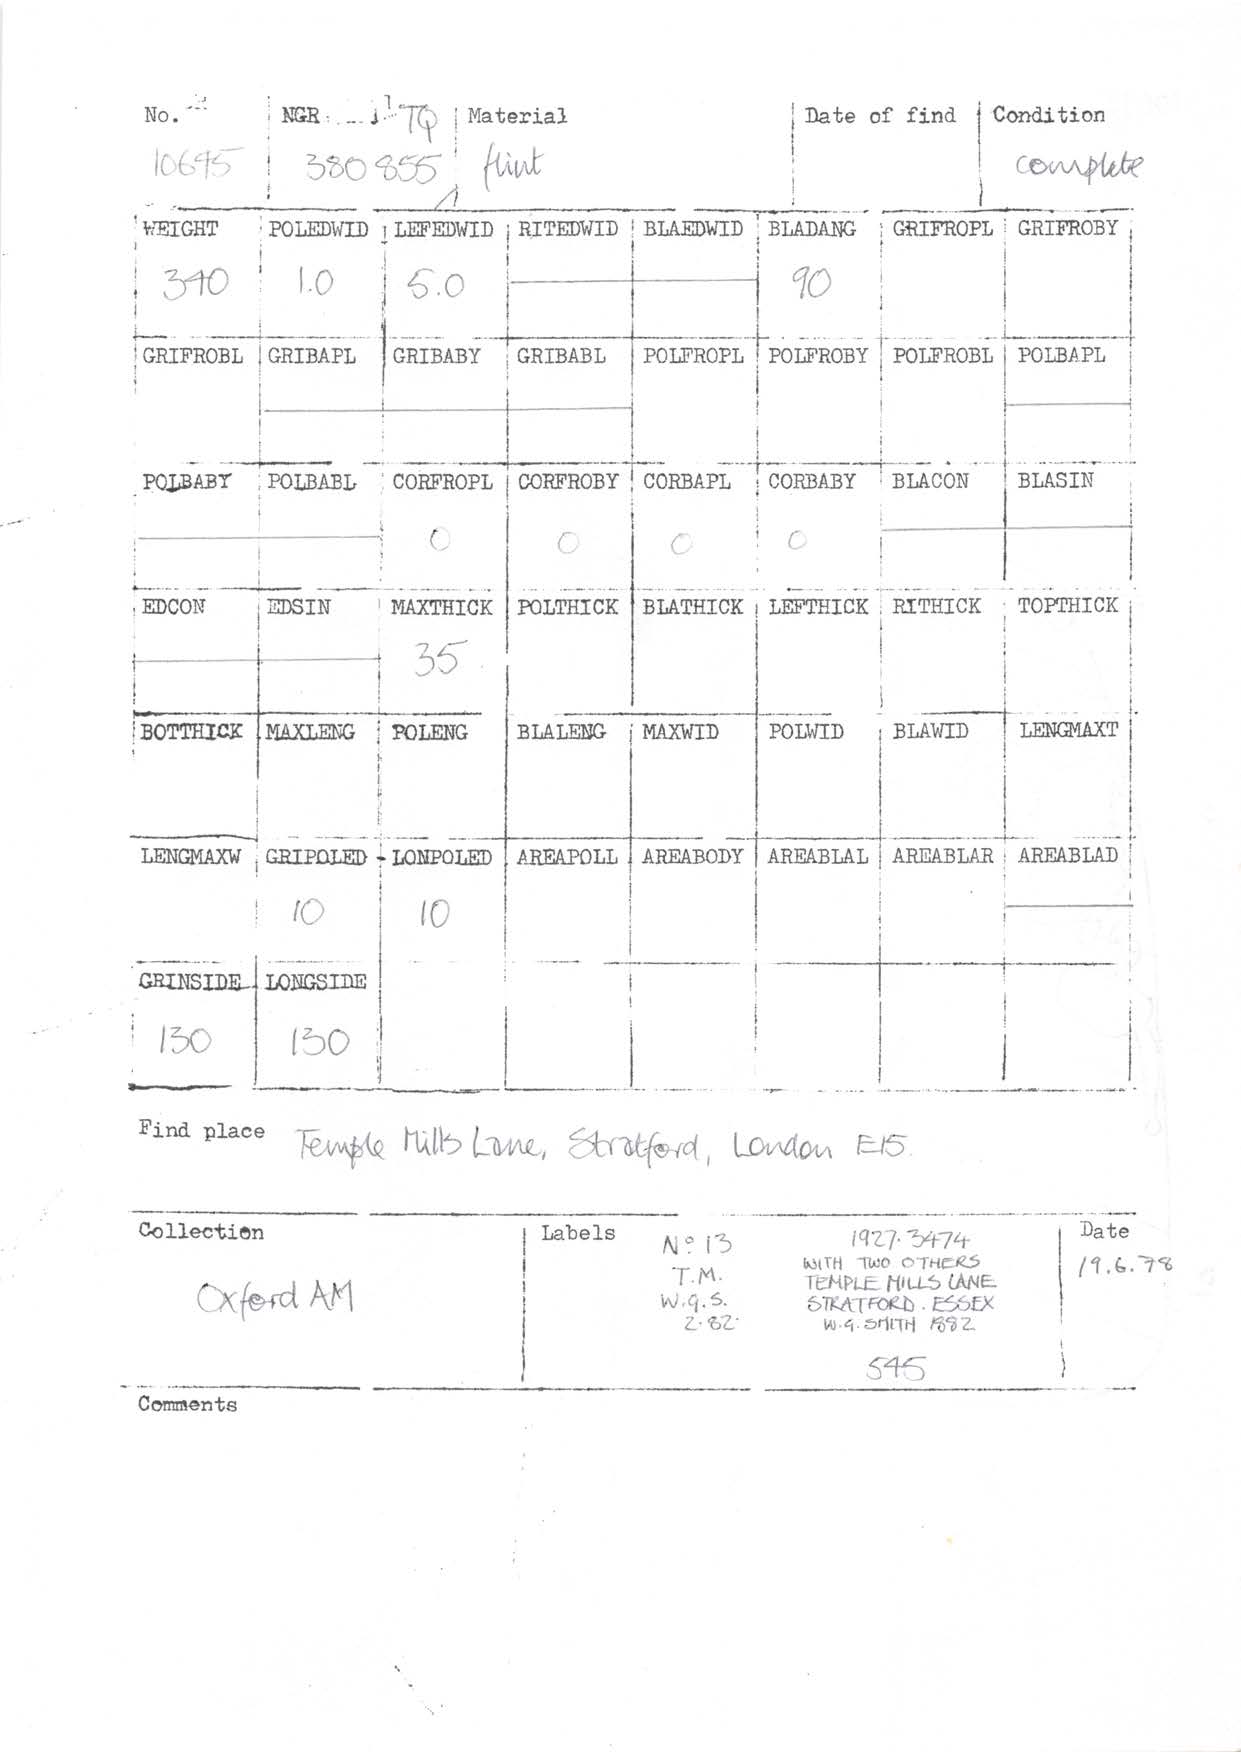 No. NGR TQ Material Date of find Condition
10695 380 855 flint complete
WEIGHT POLEDWID LEFEDWID RITEDWID BLAEDWID BLADANG GRIFROPL GRIFROBY
340 1.0 5.0 90
GRIFROBL GRIBAPL GRIBABY GRIBABL POLFROPL POLFROBY POLFROBL POLBAPL
POLBABY POLBABL CORFROPL CORFROBY CORBAPL CORBABY BLACON BLASIN
0 0 0 0
EDCON EDSIN MAXTHICK POLTHICK BLATHICK LEFTHICK RITHICK TOPTHICK
35
BOTTHICK MAXLENG POLENG BLALENG MAXWID POLWID BLAWID LENGMAXT
LENGMAXW GRIPOLED LONPOLED AREAPOLL AREABODY AREABLAL AREABLAR AREABLAD
10 10
GRINSIDE LONGSIDE
130 130
Find place Temple Mills Lane, Stratford, London E15.
Collection Labels Date
Oxford AM
No 13
T.M.
W.G.S.
2.82.
1927.3474
WITH TWO OTHERS
TEMPLE MILLS LANE
STRATFORD. ESSEX
W.G. SMITH 1882
545
19.6.78
Comments